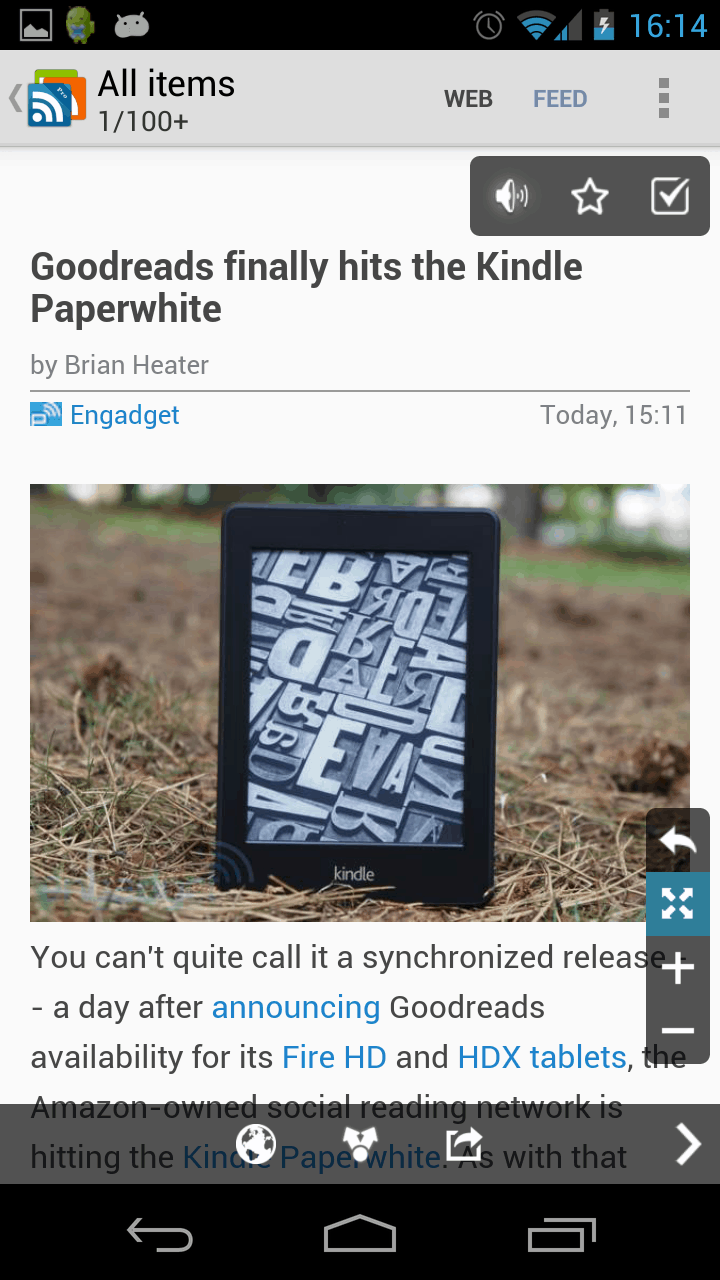 16:14
All items
1/100+
WEB
FEED
Goodreads finally hits the Kindle
Paperwhite
by Brian Heater
Engadget
Today, 15:11
kindle
You can't quite call it a synchronized release -
- a day after announcing Goodreads
availability for its Fire HD and HDX tablets, the
Amazon-owned social reading network is
hitting the Kindle Paperwhite. As with that